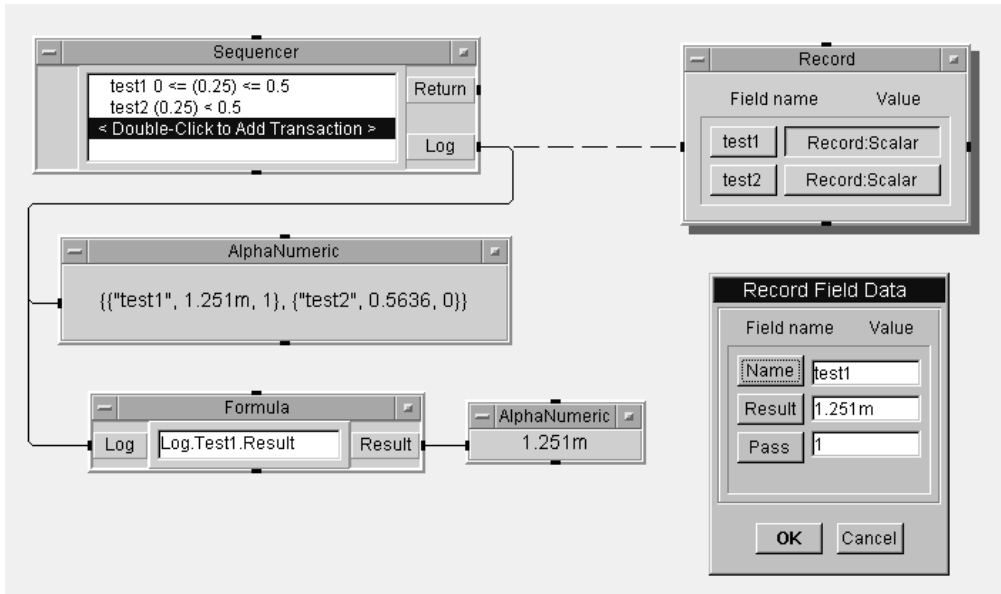 Sequencer
test1 0 <= (0.25) <= 0.5
test2 (0.25) < 0.5
< Double-Click to Add Transaction >
Return
Log
Record
Field name Value
test1 Record:Scalar
test2 Record:Scalar
AlphaNumeric
{{"test1", 1.251m, 1}, {"test2", 0.5636, 0}}
Formula
Log Log.Test1.Result Result
AlphaNumeric
1.251m
Record Field Data
Field name Value
Name test1
Result 1.251m
Pass 1
OK Cancel